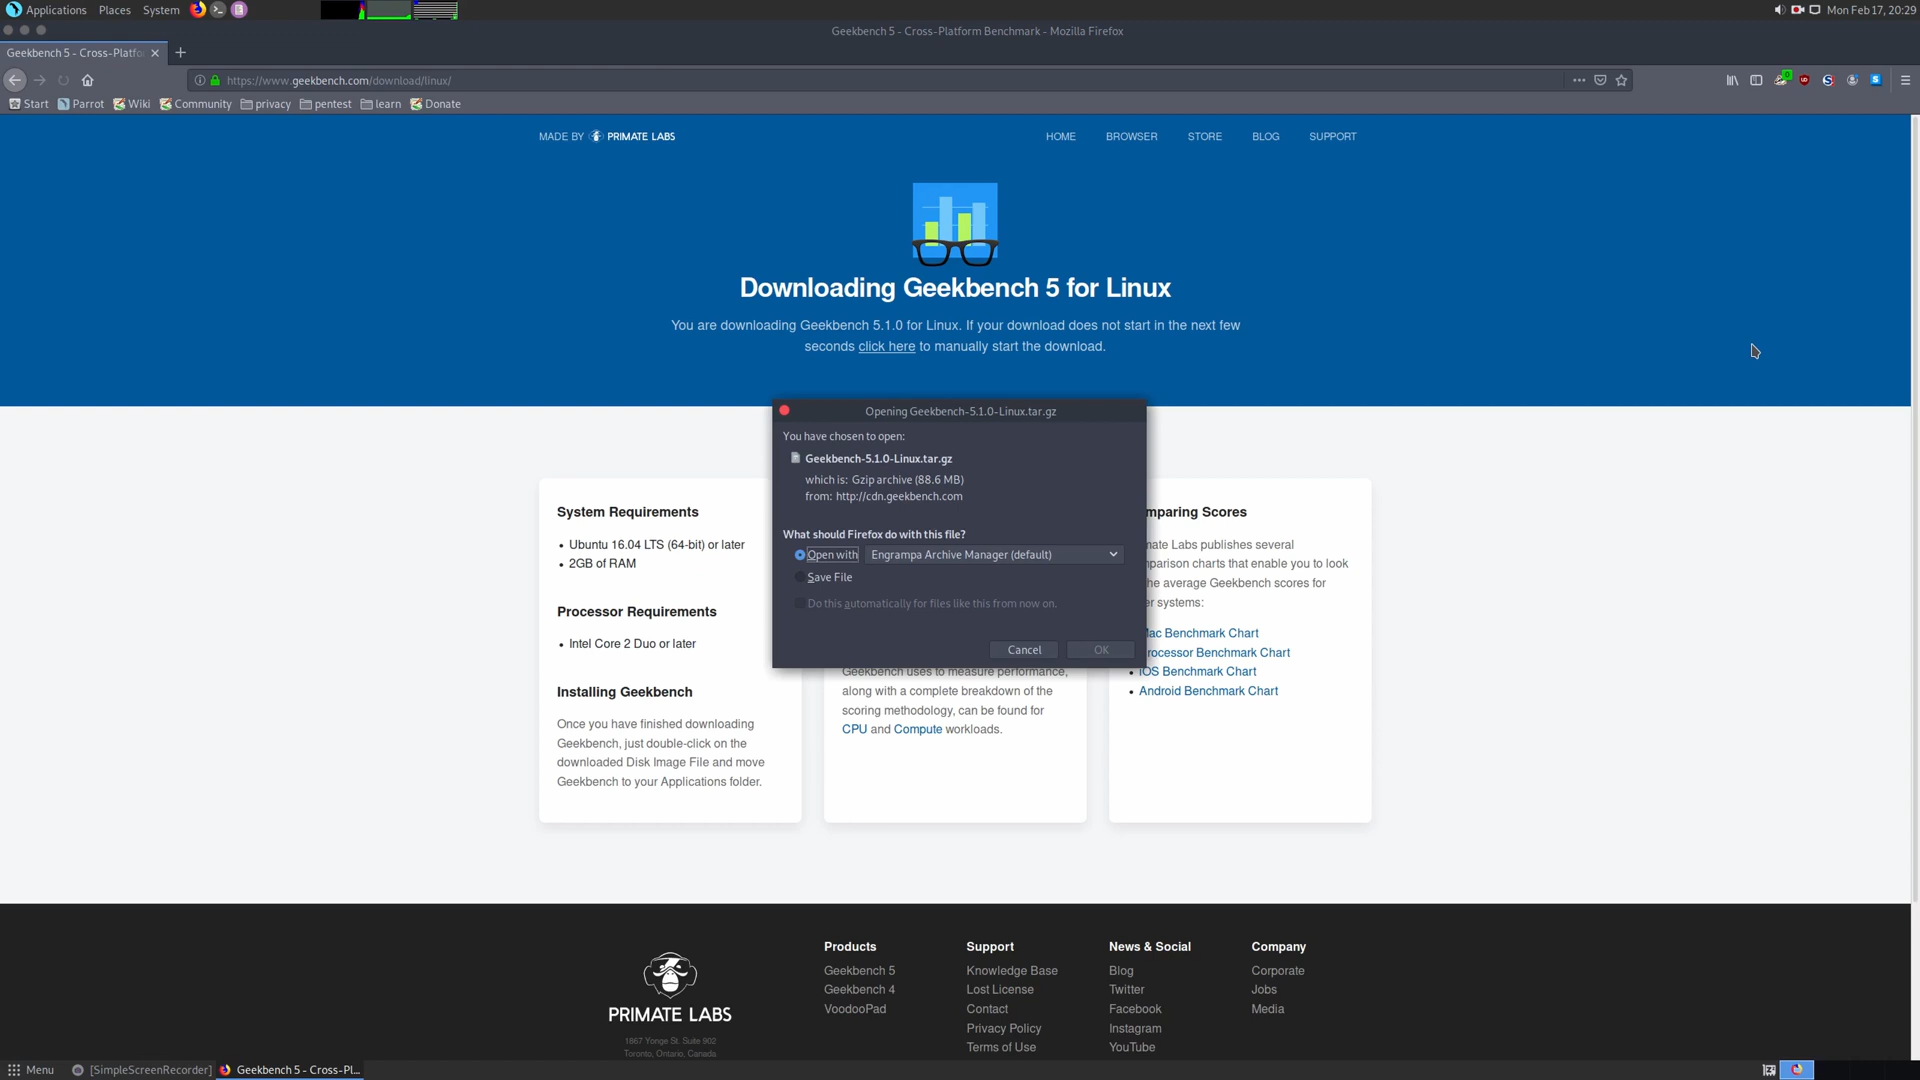 Applications Places System
Mon Feb 17, 20:29
Geekbench 5 - Cross-Platform Benchmark - Mozilla Firefox
Geekbench 5 - Cross-Platfo
https://www.geekbench.com/download/linux/
Start Parrot Wiki Community privacy pentest learn Donate
MADE BY PRIMATE LABS
HOME BROWSER STORE BLOG SUPPORT
Downloading Geekbench 5 for Linux
You are downloading Geekbench 5.1.0 for Linux. If your download does not start in the next few
seconds click here to manually start the download.
Opening Geekbench-5.1.0-Linux.tar.gz
You have chosen to open:
Geekbench-5.1.0-Linux.tar.gz
which is: Gzip archive (88.6 MB)
from: http://cdn.geekbench.com
What should Firefox do with this file?
Open with Engrampa Archive Manager (default)
Save File
Do this automatically for files like this from now on.
Cancel OK
System Requirements
• Ubuntu 16.04 LTS (64-bit) or later
• 2GB of RAM
Processor Requirements
• Intel Core 2 Duo or later
Installing Geekbench
Once you have finished downloading
Geekbench, just double-click on the
downloaded Disk Image File and move
Geekbench to your Applications folder.
Geekbench uses to measure performance,
along with a complete breakdown of the
scoring methodology, can be found for
CPU and Compute workloads.
mparing Scores
mate Labs publishes several
mparison charts that enable you to look
the average Geekbench scores for
er systems:
Mac Benchmark Chart
rocessor Benchmark Chart
• iOS Benchmark Chart
• Android Benchmark Chart
PRIMATE LABS
1867 Yonge St. Suite 902
Toronto, Ontario, Canada
Products
Geekbench 5
Geekbench 4
VoodooPad
Support
Knowledge Base
Lost License
Contact
Privacy Policy
Terms of Use
News & Social
Blog
Twitter
Facebook
Instagram
YouTube
Company
Corporate
Jobs
Media
Menu [SimpleScreenRecorder] Geekbench 5 - Cross-Pl...